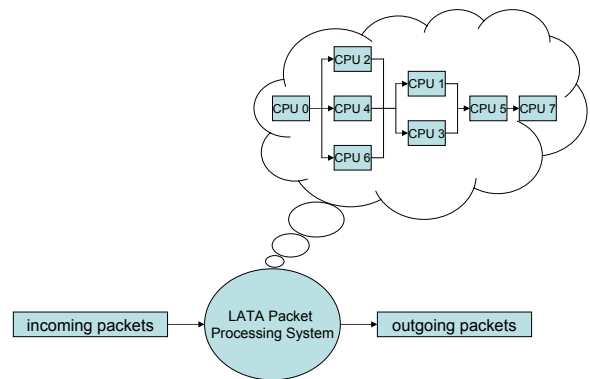 CPU 2
CPU 0
CPU 4
CPU 6
CPU 1
CPU 3
CPU 5
CPU 7
incoming packets
LATA Packet
Processing System
outgoing packets